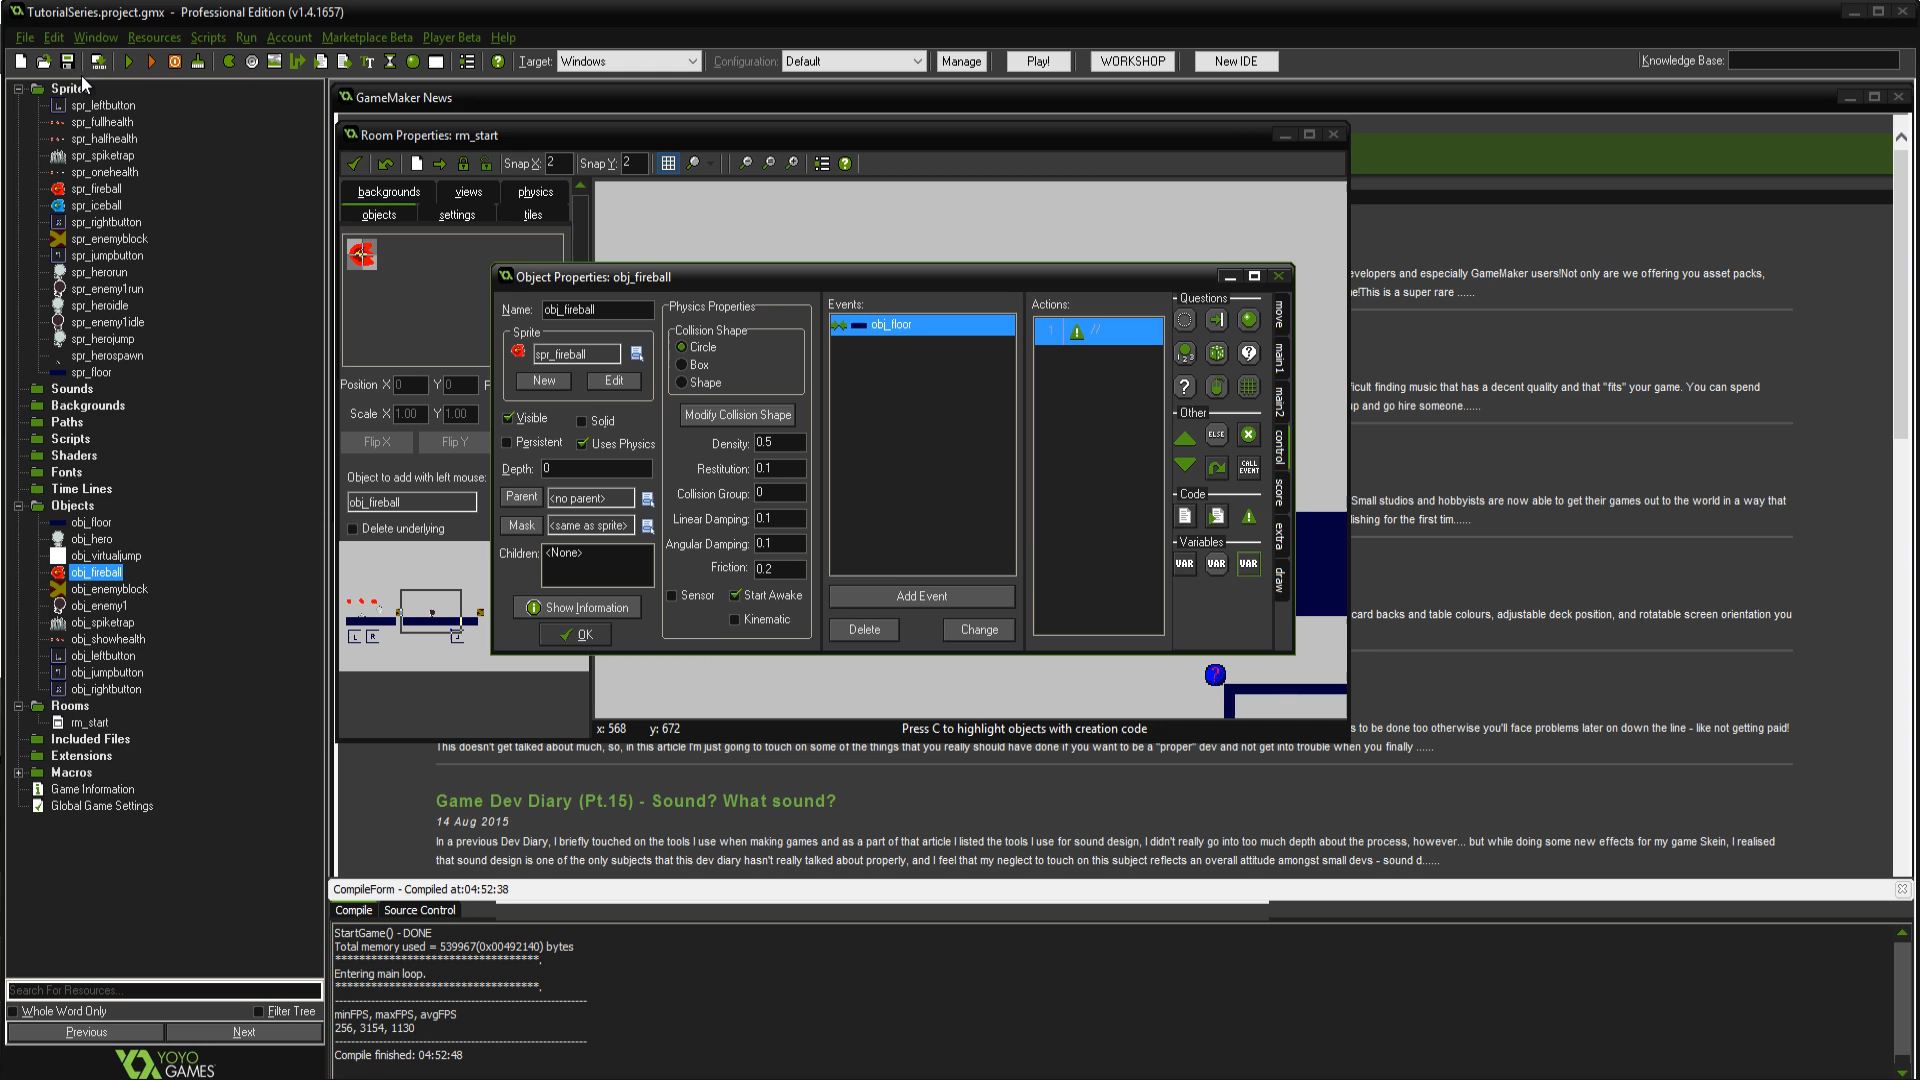 TutorialSeries.project.gmx - Professional Edition (v1.4.1657)
File Edit Window Resources Scripts Run Account Marketplace Beta Player Beta Help
Target: Windows Configuration: Default Manage Play! WORKSHOP New IDE Knowledge Base:
Sprites
spr_leftbutton
spr_fullhealth
spr_halfhealth
spr_spiketrap
spr_onehealth
spr_fireball
spr_iceball
spr_rightbutton
spr_enemyblock
spr_jumpbutton
spr_herorun
spr_enemy1run
spr_heroidle
spr_enemy1idle
spr_herojump
spr_herospawn
spr_floor
Sounds
Backgrounds
Paths
Scripts
Shaders
Fonts
Time Lines
Objects
obj_floor
obj_hero
obj_virtualjump
obj_fireball
obj_enemyblock
obj_enemy1
obj_spiketrap
obj_showhealth
obj_leftbutton
obj_jumpbutton
obj_rightbutton
Rooms
rm_start
Included Files
Extensions
Macros
Game Information
Global Game Settings
Search For Resources...
Whole Word Only Filter Tree
Previous Next
YOYO
GAMES
GameMaker News
Room Properties: rm_start
Snap X: 2 Snap Y: 2
backgrounds views physics
objects settings tiles
Position X 0 Y 0 F
Scale X 1.00 Y 1.00
Flip X Flip Y
Object to add with left mouse:
obj_fireball
Delete underlying
L R J
x: 568 y: 672 Press C to highlight objects with creation code
Object Properties: obj_fireball
Name: obj_fireball
Sprite
spr_fireball
New Edit
Visible Solid
Persistent Uses Physics
Depth: 0
Parent <no parent>
Mask <same as sprite>
Children: <None>
Show Information
OK
Physics Properties
Collision Shape
Circle
Box
Shape
Modify Collision Shape
Density: 0.5
Restitution: 0.1
Collision Group: 0
Linear Damping: 0.1
Angular Damping: 0.1
Friction: 0.2
Sensor Start Awake
Kinematic
Events:
obj_floor
Add Event
Delete Change
Actions:
1 //
Questions
Other
ELSE
CALL EVENT
Code
Variables
VAR VAR VAR
move
main1
main2
control
score
extra
draw
evelopers and especially GameMaker users!Not only are we offering you asset packs,
e!This is a super rare ......
ficult finding music that has a decent quality and that "fits" your game. You can spend
p and go hire someone......
Small studios and hobbyists are now able to get their games out to the world in a way that
lishing for the first tim......
card backs and table colours, adjustable deck position, and rotatable screen orientation you
s to be done too otherwise you'll face problems later on down the line - like not getting paid!
This doesn't get talked about much, so, in this article I'm just going to touch on some of the things that you really should have done if you want to be a "proper" dev and not get into trouble when you finally ......
Game Dev Diary (Pt.15) - Sound? What sound?
14 Aug 2015
In a previous Dev Diary, I briefly touched on the tools I use when making games and as a part of that article I listed the tools I use for sound design, I didn't really go into too much depth about the process, however... but while doing some new effects for my game Skein, I realised
that sound design is one of the only subjects that this dev diary hasn't really talked about properly, and I feel that my neglect to touch on this subject reflects an overall attitude amongst small devs - sound d......
CompileForm - Compiled at:04:52:38
Compile Source Control
StartGame() - DONE
Total memory used = 539967(0x00492140) bytes
**********************************.
Entering main loop.
**********************************.
minFPS, maxFPS, avgFPS
256, 3154, 1130
Compile finished: 04:52:48